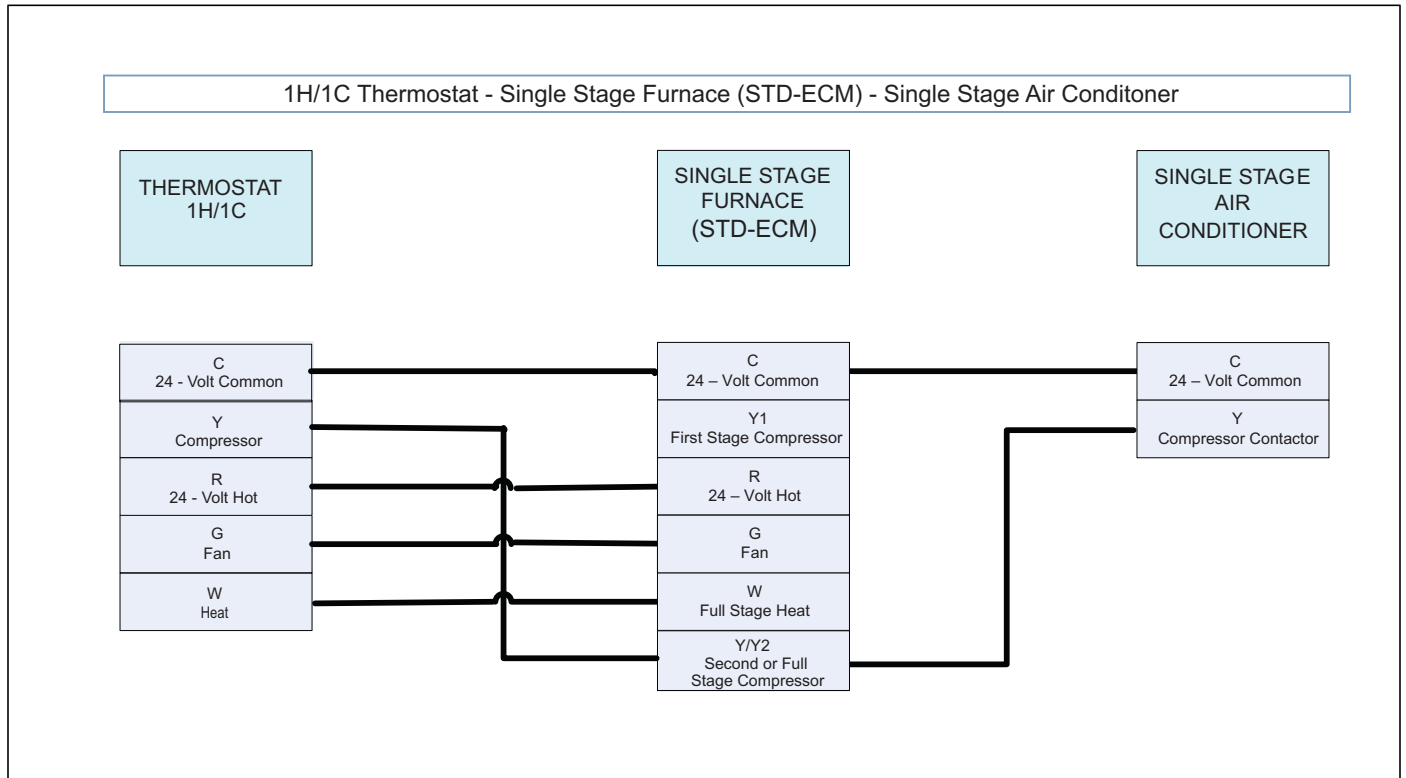 1H/1C Thermostat - Single Stage Furnace (STD-ECM) - Single Stage Air Conditoner
THERMOSTAT
1H/1C
SINGLE STAGE
FURNACE
(STD-ECM)
SINGLE STAGE
AIR
CONDITIONER
C
24 - Volt Common
Y
Compressor
R
24 - Volt Hot
G
Fan
W
Heat
C
24 – Volt Common
Y1
First Stage Compressor
R
24 – Volt Hot
G
Fan
W
Full Stage Heat
Y/Y2
Second or Full
Stage Compressor
C
24 – Volt Common
Y
Compressor Contactor